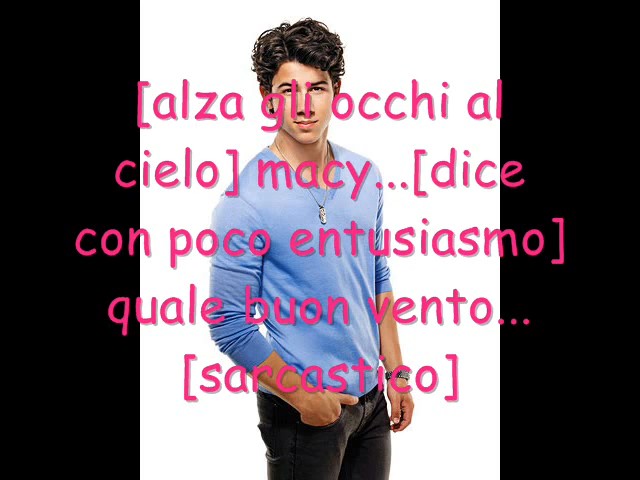 [alza gli occhi al
cielo] macy...[dice
con poco entusiasmo]
quale buon vento...
[sarcastico]